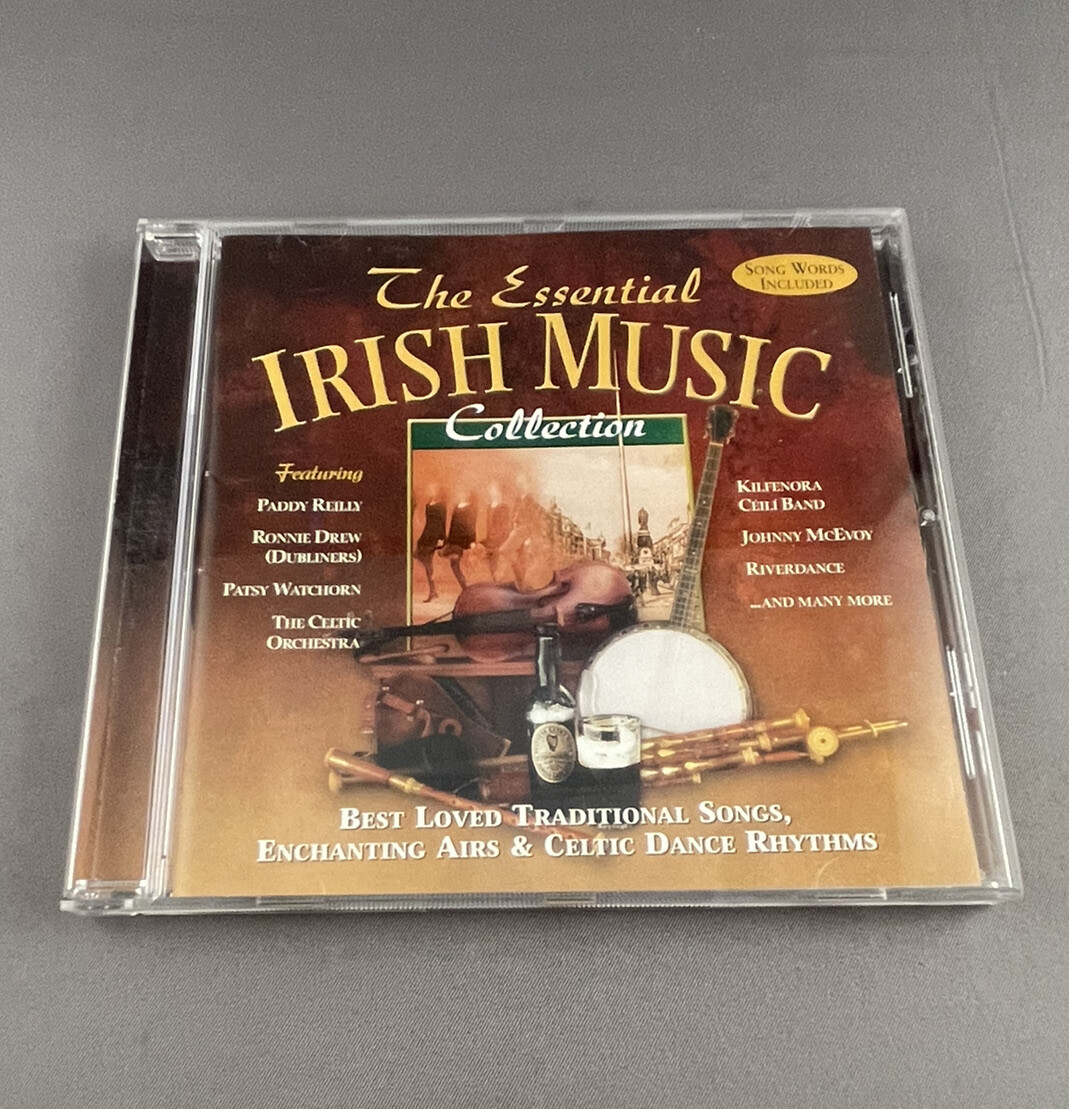 The Essential
SONG WORDS
INCLUDED
IRISH MUSIC
Collection
Featuring
PADDY REILLY
RONNIE DREW
(DUBLINERS)
PATSY WATCHORN
THE CELTIC
ORCHESTRA
KILFENORA
CÉILÍ BAND
JOHNNY MCEVOY
RIVERDANCE
...AND MANY MORE
BEST LOVED TRADITIONAL SONGS,
ENCHANTING AIRS & CELTIC DANCE RHYTHMS